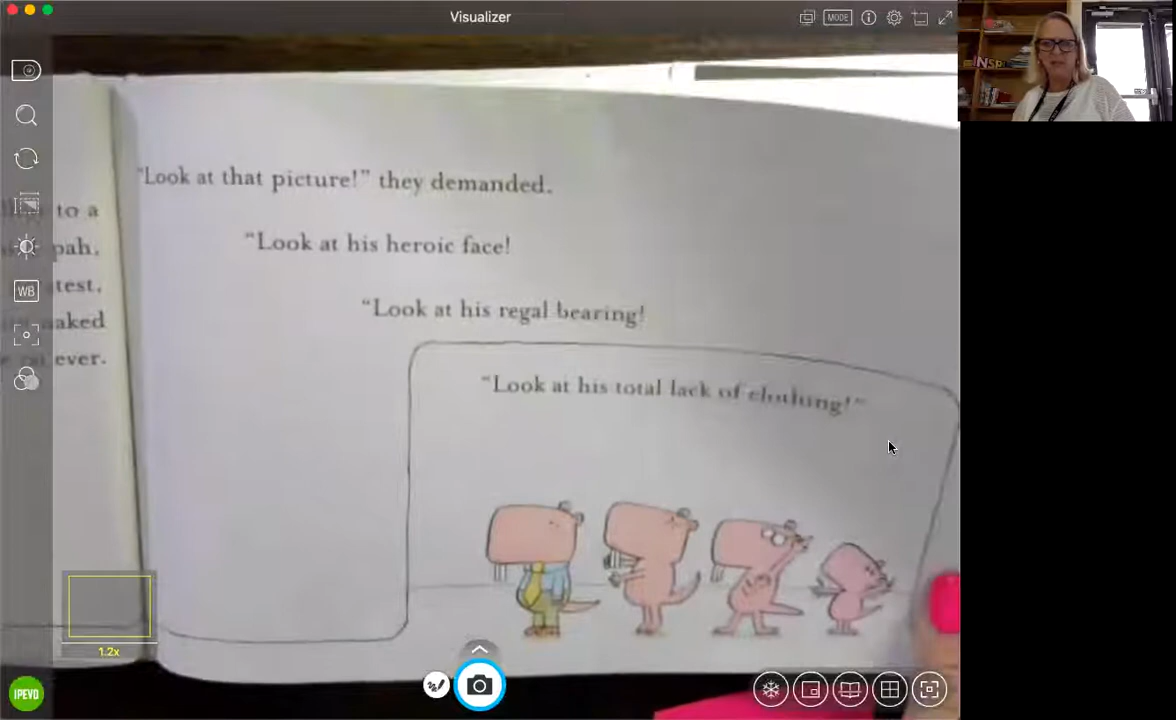 Visualizer
MODE
"Look at that picture!" they demanded.
to a
"Look at his heroic face!
pah.
test,
"Look at his regal bearing!
naked
ever.
"Look at his total lack of clothing!"
WB
1.2x
IPEVO